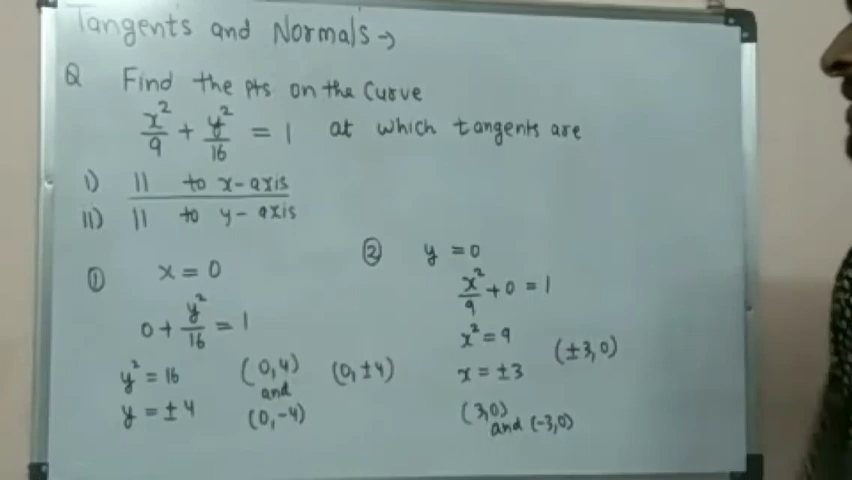 Tangents and Normals →
Q Find the pts on the curve
x²/9 + y²/16 = 1 at which tangents are
i) || to x-axis
ii) || to y-axis
① x = 0
0 + y²/16 = 1
y² = 16
y = ±4
(0,4)
and
(0,-4)
(0,±4)
② y = 0
x²/9 + 0 = 1
x² = 9
x = ±3
(3,0)
and (-3,0)
(±3,0)